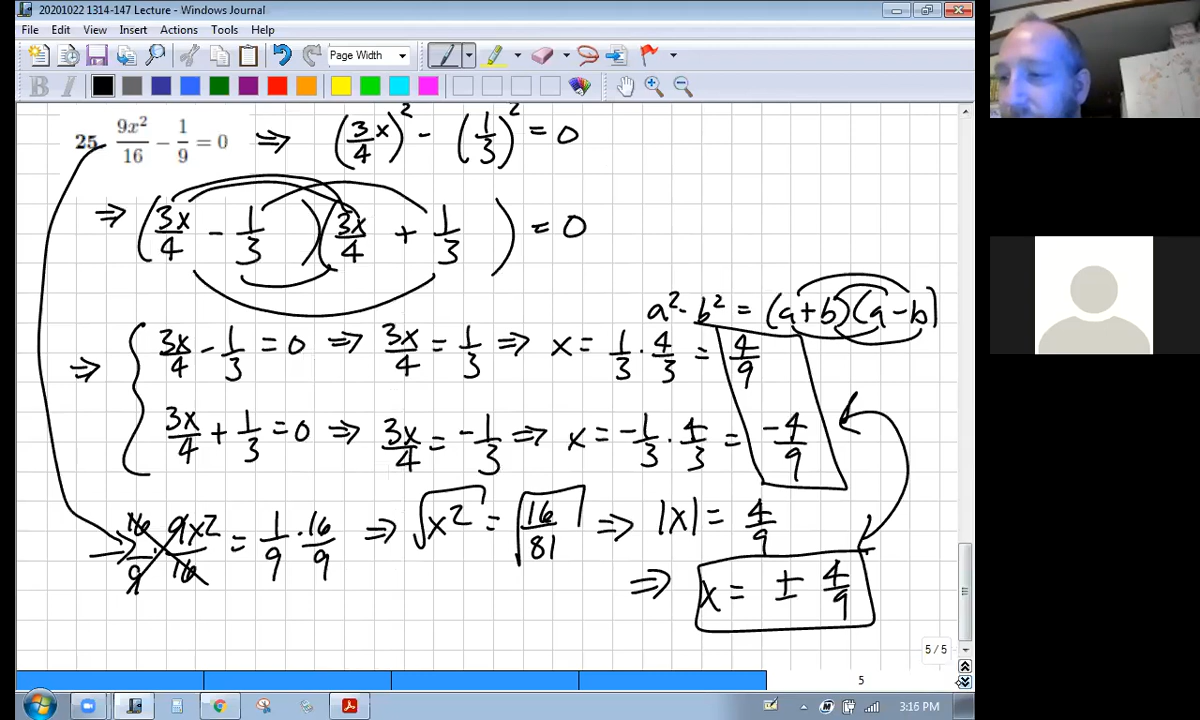 20201022 1314-147 Lecture - Windows Journal
File Edit View Insert Actions Tools Help
Page Width
B I
25. 9x²/16 − 1/9 = 0 ⇒ (3/4 x)² − (1/3)² = 0
⇒ (3x/4 − 1/3)(3x/4 + 1/3) = 0
a² - b² = (a+b)(a-b)
⇒ { 3x/4 − 1/3 = 0 ⇒ 3x/4 = 1/3 ⇒ x = 1/3 · 4/3 = 4/9
3x/4 + 1/3 = 0 ⇒ 3x/4 = −1/3 ⇒ x = −1/3 · 4/3 = −4/9
16/9 · 9x²/16 = 1/9 · 16/9 ⇒ √x² = √16/81 ⇒ |x| = 4/9
⇒ x = ± 4/9
5 / 5
5
3:16 PM